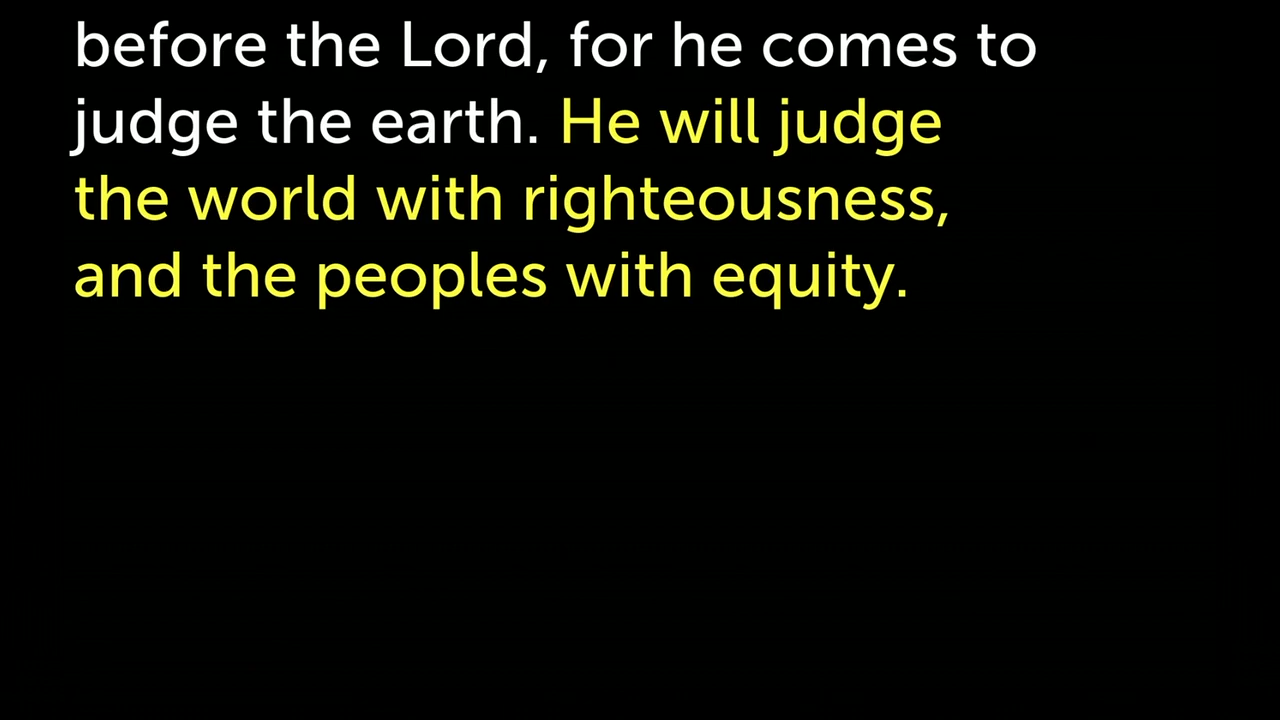 before the Lord, for he comes to
judge the earth. He will judge
the world with righteousness,
and the peoples with equity.